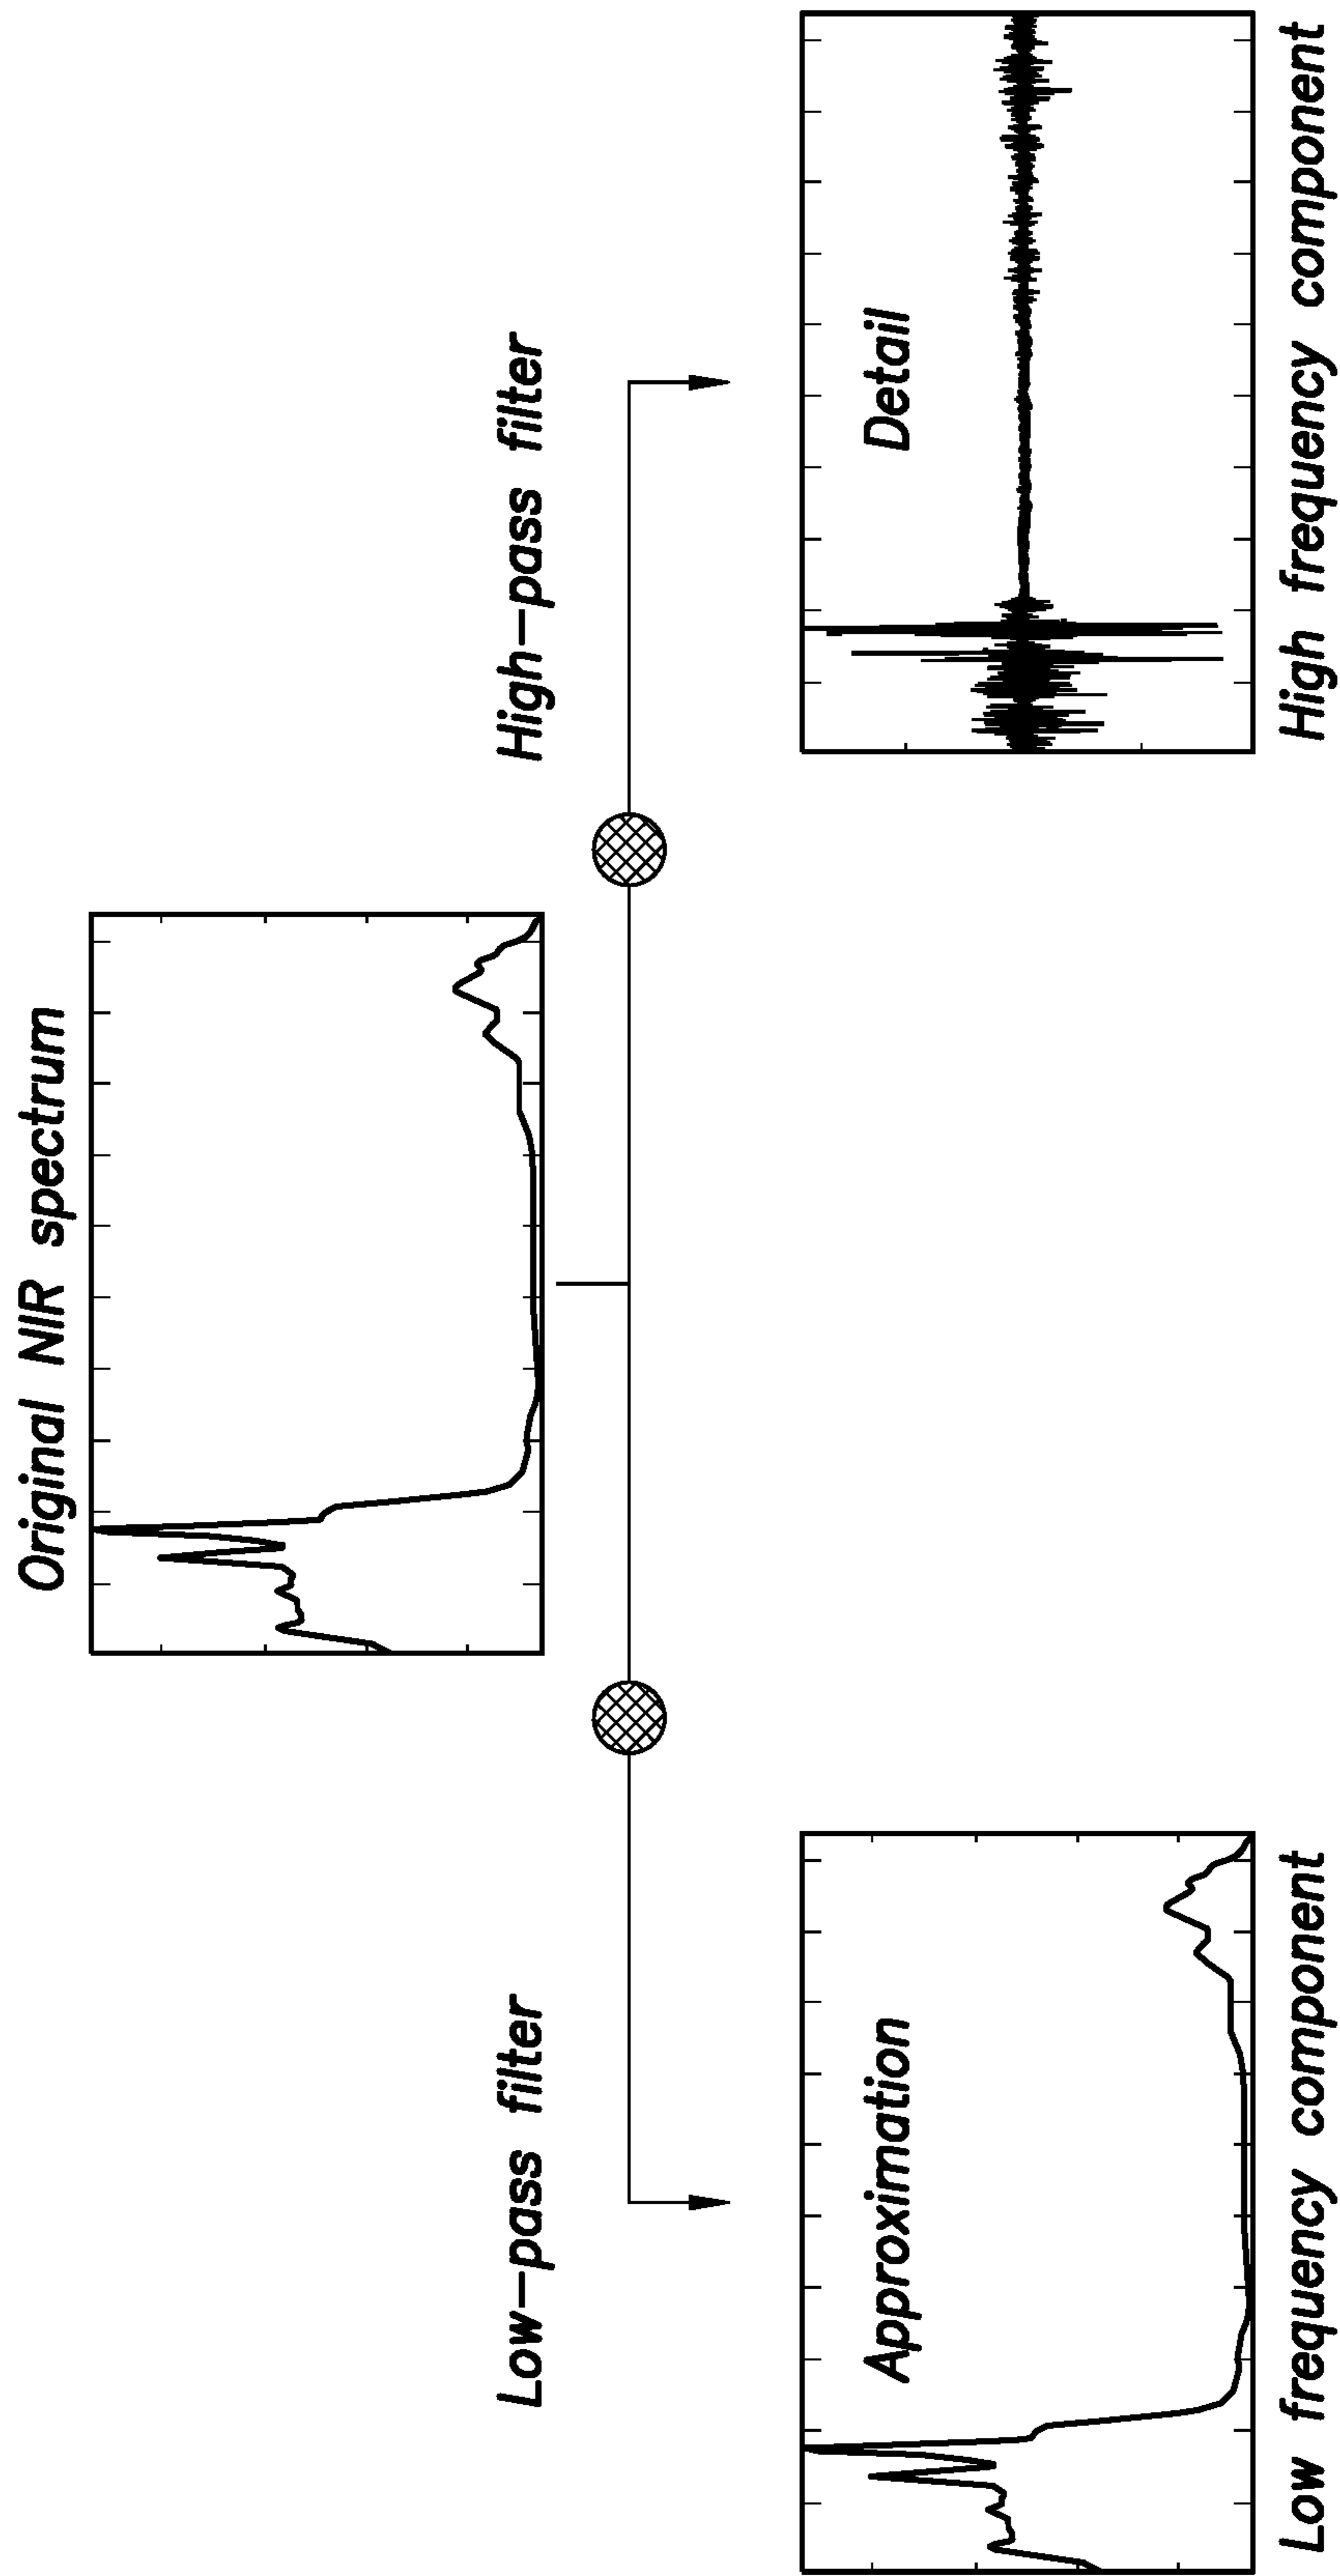 Original NIR spectrum
Low-pass filter
High-pass filter
Approximation
Detail
Low frequency component
High frequency component